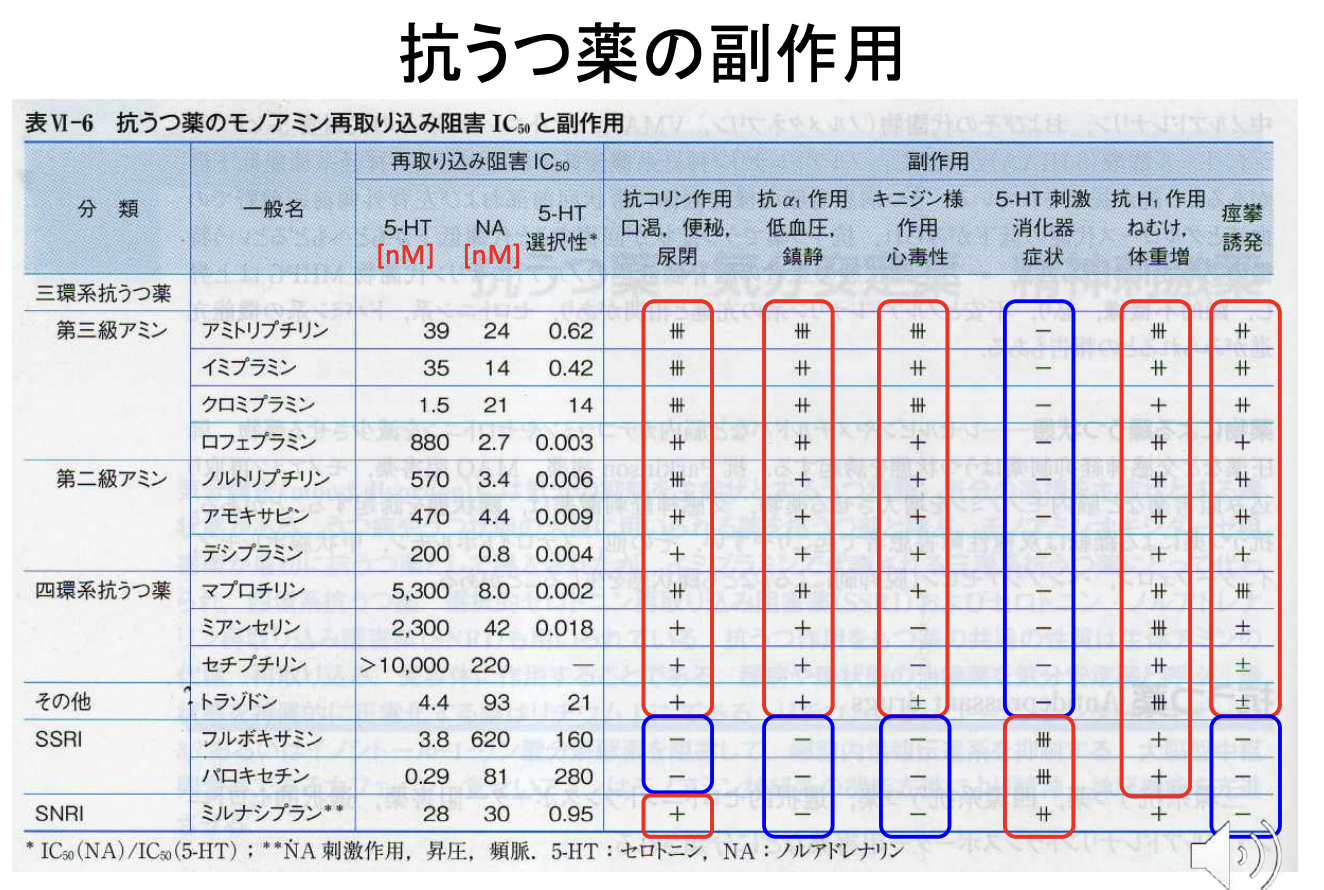 抗うつ薬の副作用
表Ⅵ-6 抗うつ薬のモノアミン再取り込み阻害 IC₅₀ と副作用
分類 一般名 再取り込み阻害 IC₅₀ 副作用
5-HT [nM] NA [nM] 5-HT 選択性* 抗コリン作用 口渇，便秘，尿閉 抗 α₁ 作用 低血圧，鎮静 キニジン様作用 心毒性 5-HT 刺激 消化器症状 抗 H₁ 作用 ねむけ，体重増 痙攣誘発
三環系抗うつ薬
第三級アミン アミトリプチリン 39 24 0.62 ⧻ ⧻ ⧻ − ⧻ ⧺
イミプラミン 35 14 0.42 ⧻ ⧺ ⧺ − ⧺ ⧺
クロミプラミン 1.5 21 14 ⧻ ⧺ ⧻ − + ⧺
ロフェプラミン 880 2.7 0.003 ⧺ ⧺ + − ⧺ ⧺
第二級アミン ノルトリプチリン 570 3.4 0.006 ⧻ + + − ⧺ ⧺
アモキサピン 470 4.4 0.009 ⧺ + + − ⧺ ⧺
デシプラミン 200 0.8 0.004 + + + − + +
四環系抗うつ薬 マプロチリン 5,300 8.0 0.002 ⧺ ⧺ + − ⧺ ⧻
ミアンセリン 2,300 42 0.018 + + − − ⧻ ±
セチプチリン >10,000 220 − + + − − ⧺ ±
その他 トラゾドン 4.4 93 21 + + ± − ⧻ ±
SSRI フルボキサミン 3.8 620 160 − − − ⧻ + −
パロキセチン 0.29 81 280 − − − ⧻ + −
SNRI ミルナシプラン** 28 30 0.95 + − − ⧺ + −
* IC₅₀(NA)/IC₅₀(5-HT)；**NA 刺激作用，昇圧，頻脈．5-HT：セロトニン，NA：ノルアドレナリン